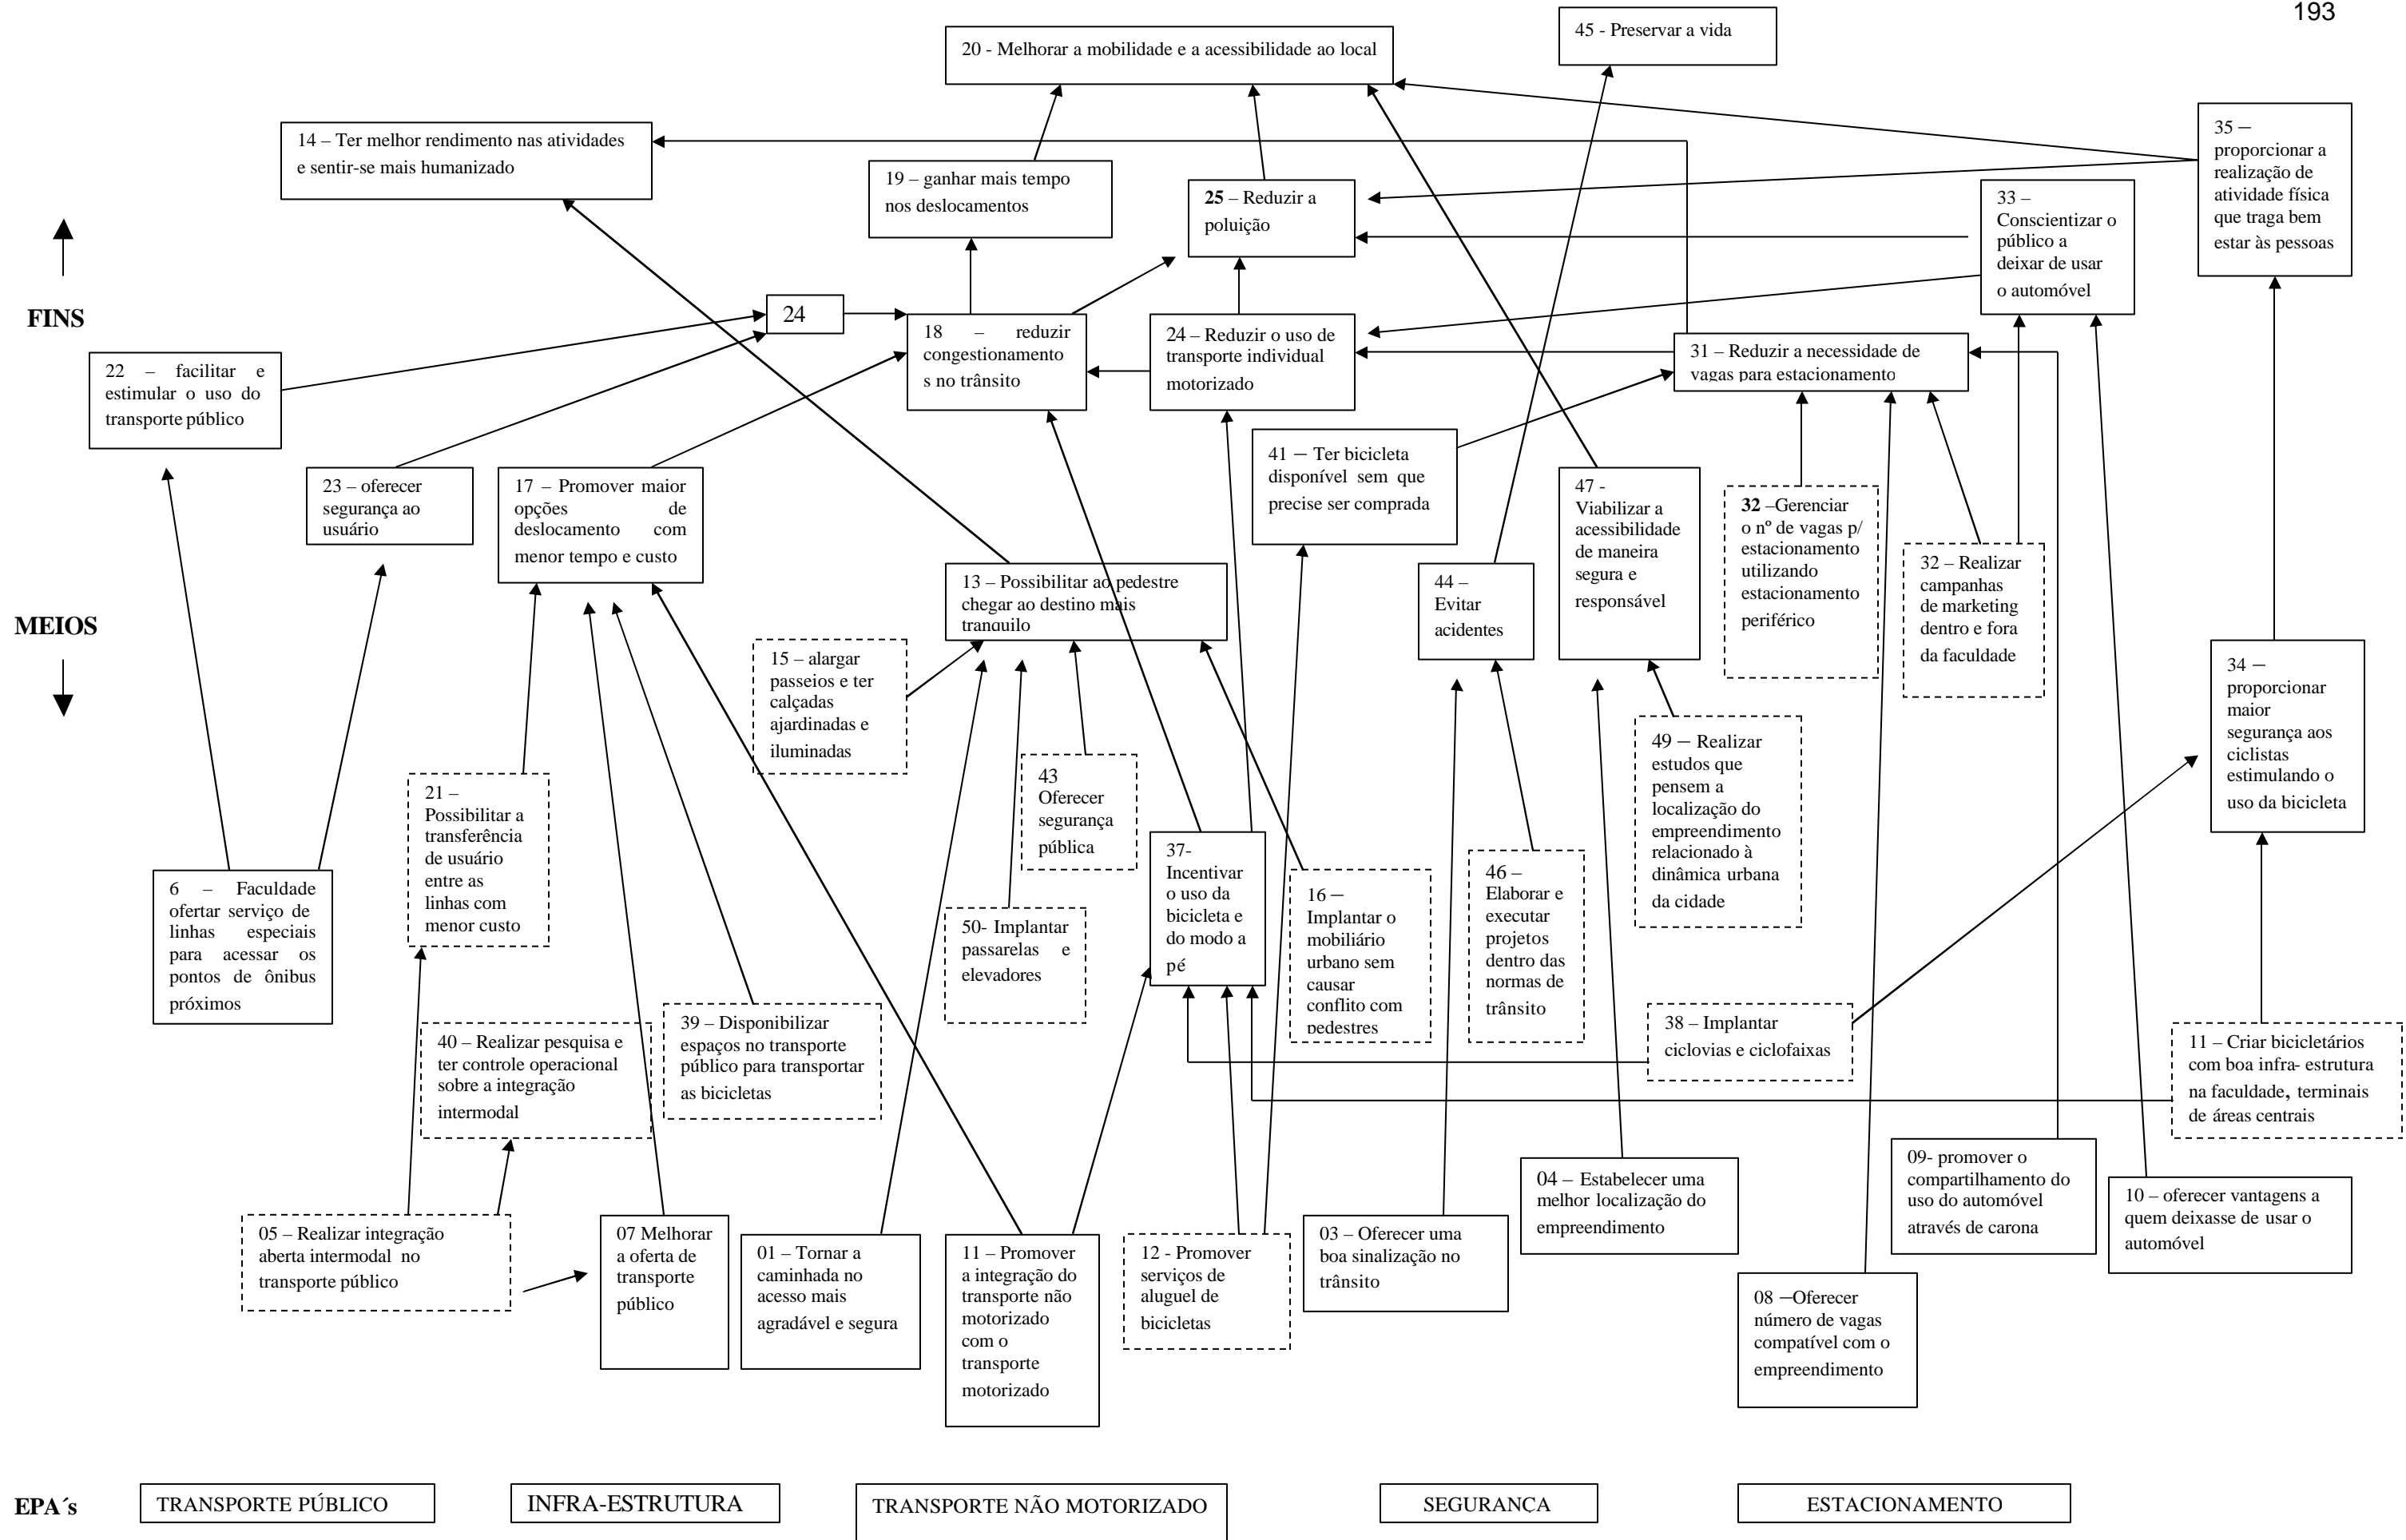 193
20 - Melhorar a mobilidade e a acessibilidade ao local
45 - Preservar a vida
14 – Ter melhor rendimento nas atividades
e sentir-se mais humanizado
19 – ganhar mais tempo
nos deslocamentos
25 – Reduzir a
poluição
33 –
Conscientizar o
público a
deixar de usar
o automóvel
35 –
proporcionar a
realização de
atividade física
que traga bem
estar às pessoas
FINS
24
18 – reduzir
congestionamento
s no trânsito
24 – Reduzir o uso de
transporte individual
motorizado
31 – Reduzir a necessidade de
vagas para estacionamento
22 – facilitar e
estimular o uso do
transporte público
23 – oferecer
segurança ao
usuário
17 – Promover maior
opções de
deslocamento com
menor tempo e custo
41 – Ter bicicleta
disponível sem que
precise ser comprada
47 -
Viabilizar a
acessibilidade
de maneira
segura e
responsável
32 –Gerenciar
o nº de vagas p/
estacionamento
utilizando
estacionamento
periférico
32 – Realizar
campanhas
de marketing
dentro e fora
da faculdade
MEIOS
13 – Possibilitar ao pedestre
chegar ao destino mais
tranquilo
44 –
Evitar
acidentes
34 –
proporcionar
maior
segurança aos
ciclistas
estimulando o
uso da bicicleta
15 – alargar
passeios e ter
calçadas
ajardinadas e
iluminadas
43
Oferecer
segurança
pública
49 – Realizar
estudos que
pensem a
localização do
empreendimento
relacionado à
dinâmica urbana
da cidade
21 –
Possibilitar a
transferência
de usuário
entre as
linhas com
menor custo
6 – Faculdade
ofertar serviço de
linhas especiais
para acessar os
pontos de ônibus
próximos
50- Implantar
passarelas e
elevadores
37-
Incentivar
o uso da
bicicleta e
do modo a
pé
16 –
Implantar o
mobiliário
urbano sem
causar
conflito com
pedestres
46 –
Elaborar e
executar
projetos
dentro das
normas de
trânsito
40 – Realizar pesquisa e
ter controle operacional
sobre a integração
intermodal
39 – Disponibilizar
espaços no transporte
público para transportar
as bicicletas
38 – Implantar
ciclovias e ciclofaixas
11 – Criar bicicletários
com boa infra- estrutura
na faculdade, terminais
de áreas centrais
05 – Realizar integração
aberta intermodal no
transporte público
07 Melhorar
a oferta de
transporte
público
01 – Tornar a
caminhada no
acesso mais
agradável e segura
11 – Promover
a integração do
transporte não
motorizado
com o
transporte
motorizado
12 - Promover
serviços de
aluguel de
bicicletas
03 – Oferecer uma
boa sinalização no
trânsito
04 – Estabelecer uma
melhor localização do
empreendimento
08 –Oferecer
número de vagas
compatível com o
empreendimento
09- promover o
compartilhamento do
uso do automóvel
através de carona
10 – oferecer vantagens a
quem deixasse de usar o
automóvel
EPA´s
TRANSPORTE PÚBLICO
INFRA-ESTRUTURA
TRANSPORTE NÃO MOTORIZADO
SEGURANÇA
ESTACIONAMENTO